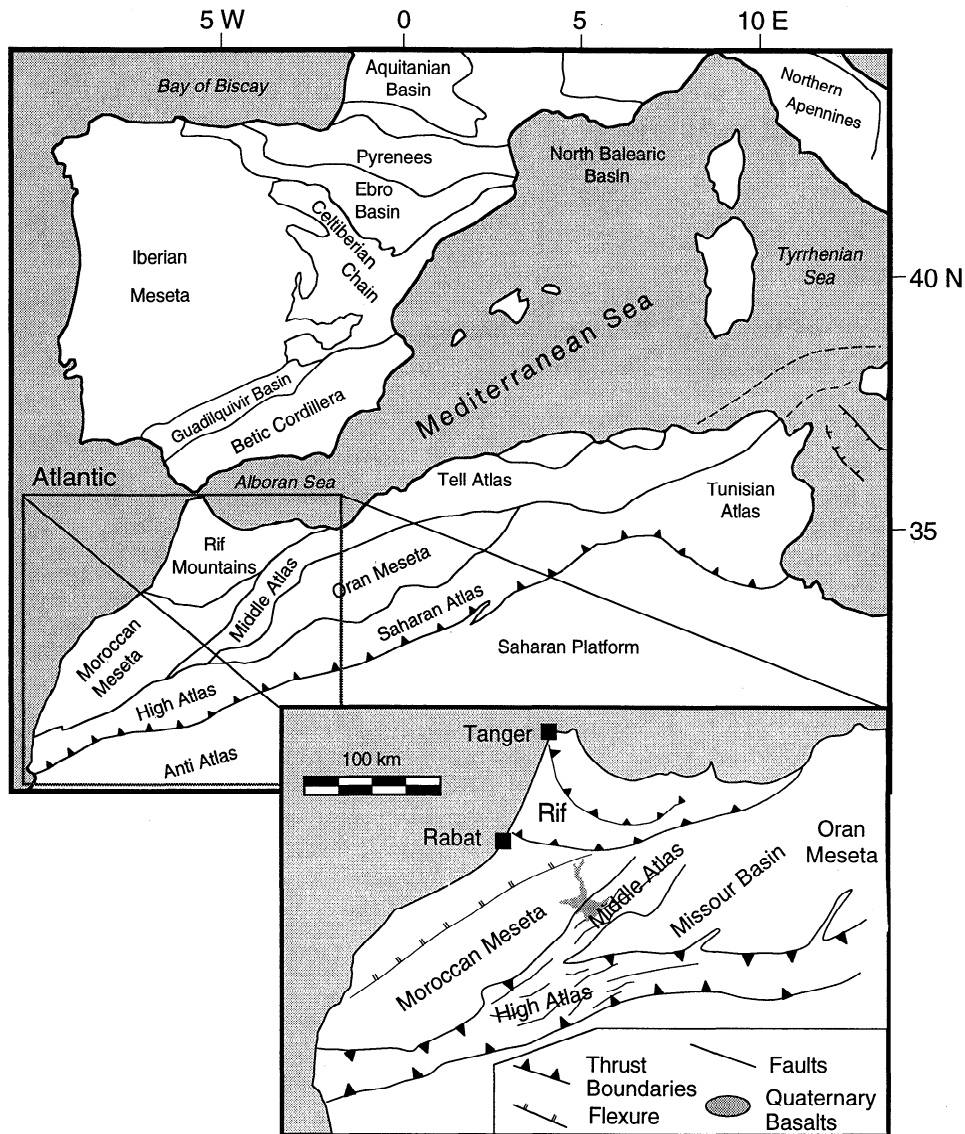 5 W
0
5
10 E
Bay of Biscay
Aquitanian
Basin
Northern
Apennines
Pyrenees
North Balearic
Basin
Ebro
Basin
Celtiberian
Chain
Iberian
Meseta
Tyrrhenian
Sea
40 N
Mediterranean Sea
Guadilquivir Basin
Betic Cordillera
Atlantic
Alboran Sea
Tell Atlas
Tunisian
Atlas
35
Rif
Mountains
Middle Atlas
Oran Meseta
Saharan Atlas
Moroccan
Meseta
Saharan Platform
High Atlas
Anti Atlas
Tanger
100 km
Rif
Rabat
Oran
Meseta
Middle Atlas
Missour Basin
Moroccan Meseta
High Atlas
Thrust
Boundaries
Faults
Flexure
Quaternary
Basalts